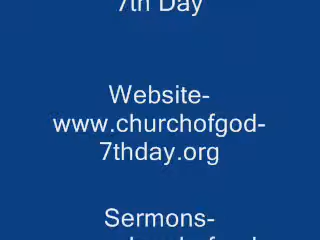 7th Day
Website-
www.churchofgod-
7thday.org
Sermons-